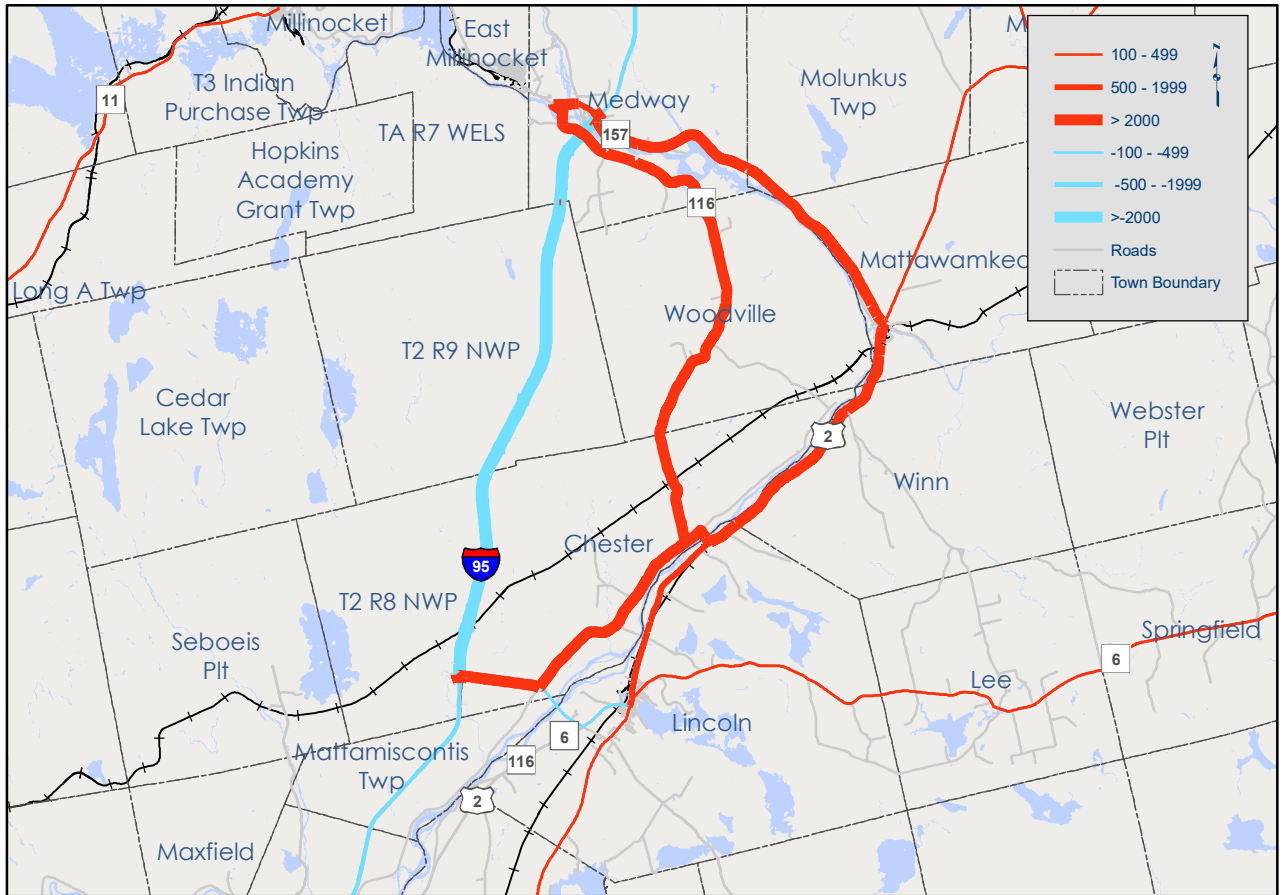 Millinocket
East
Millinocket
M
T3 Indian
Purchase Twp
11
Medway
Molunkus
Twp
TA R7 WELS
157
Hopkins
Academy
Grant Twp
116
Long A Twp
Mattawamkea
Woodville
T2 R9 NWP
Cedar
Lake Twp
Webster
Plt
2
Winn
Chester
95
T2 R8 NWP
Seboeis
Plt
Springfield
6
Lee
Lincoln
6
Mattamiscontis
Twp
116
2
Maxfield
100 - 499
500 - 1999
> 2000
-100 - -499
-500 - -1999
>-2000
Roads
Town Boundary